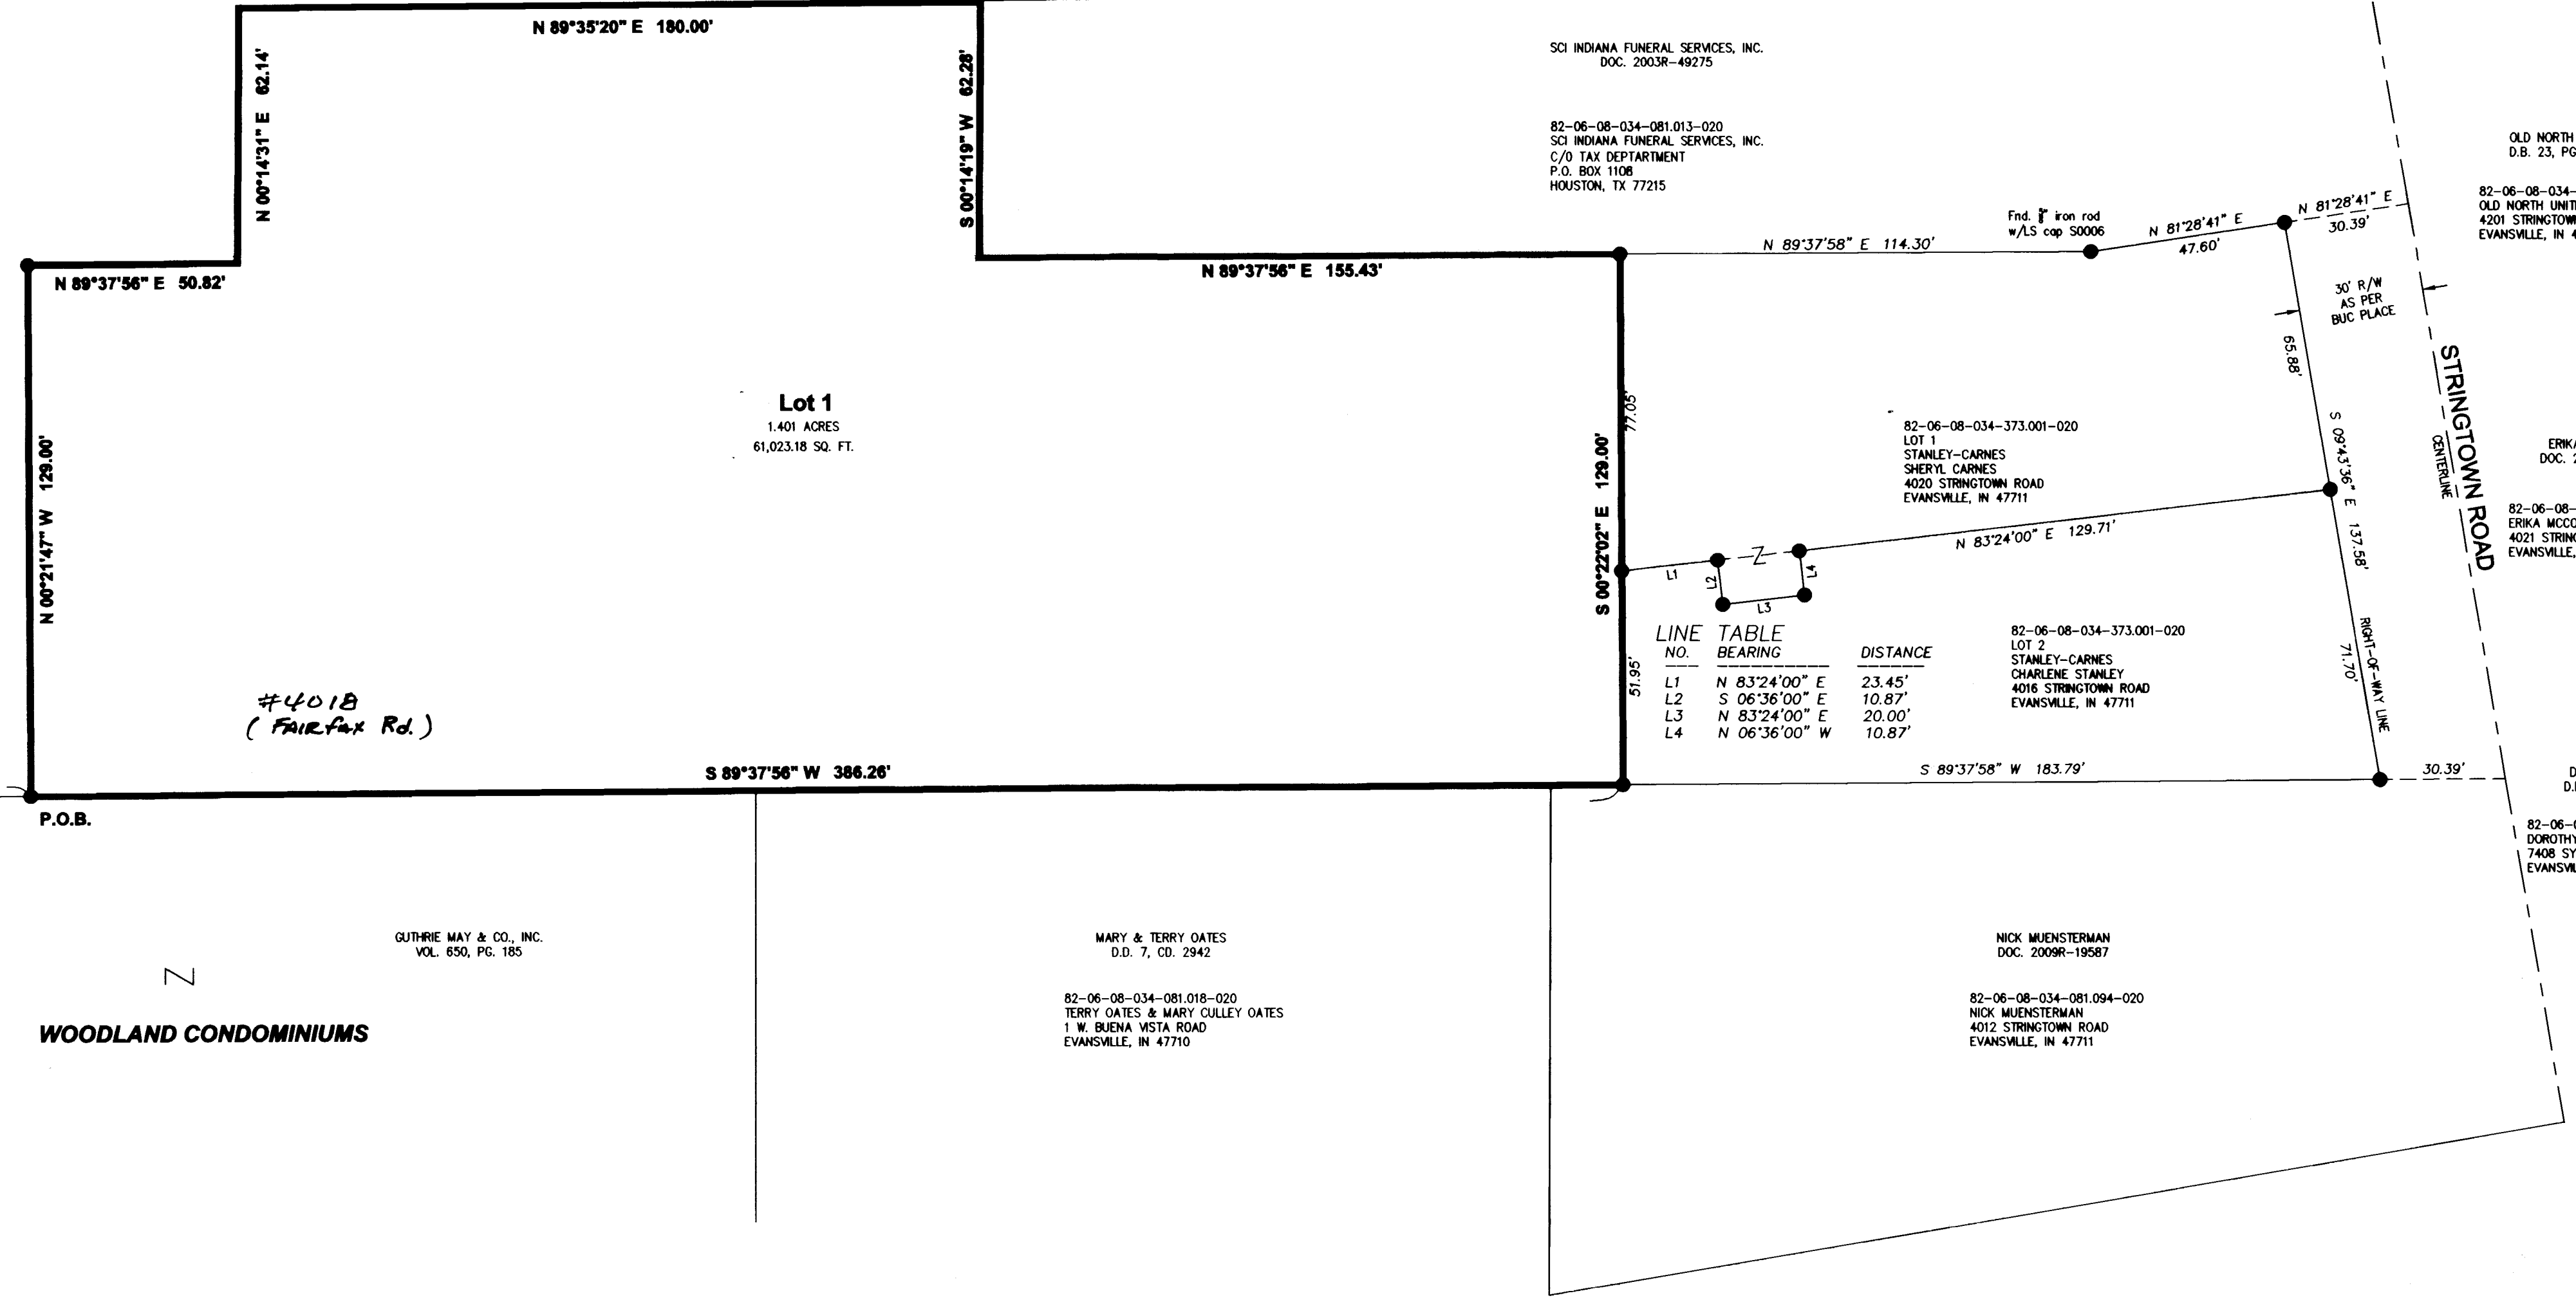 N 89°35'20" E 180.00'
N 00°14'31" E 62.14'
S 00°14'19" W 62.28'
N 89°37'56" E 50.82'
N 89°37'56" E 155.43'
N 00°21'47" W 129.00'
Lot 1
1.401 ACRES
61,023.18 SQ. FT.
S 00°22'02" E 129.00'
77.05'
51.95'
#4018
(FAIRfax Rd.)
S 89°37'56" W 386.26'
P.O.B.
SCI INDIANA FUNERAL SERVICES, INC.
DOC. 2003R-49275
82-06-08-034-081.013-020
SCI INDIANA FUNERAL SERVICES, INC.
C/O TAX DEPTARTMENT
P.O. BOX 1108
HOUSTON, TX 77215
N 89°37'58" E 114.30'
Fnd. iron rod
w/LS cap S0006
N 81°28'41" E
47.60'
N 81°28'41" E
30.39'
30' R/W
AS PER
BUC PLACE
65.88'
S 09°43'36" E 137.58'
71.70'
RIGHT-OF-WAY LINE
STRINGTOWN ROAD
CENTERLINE
82-06-08-034-373.001-020
LOT 1
STANLEY-CARNES
SHERYL CARNES
4020 STRINGTOWN ROAD
EVANSVILLE, IN 47711
N 83°24'00" E 129.71'
L1
L2
L3
L4
Z
LINE TABLE
NO. BEARING DISTANCE
L1 N 83°24'00" E 23.45'
L2 S 06°36'00" E 10.87'
L3 N 83°24'00" E 20.00'
L4 N 06°36'00" W 10.87'
82-06-08-034-373.001-020
LOT 2
STANLEY-CARNES
CHARLENE STANLEY
4016 STRINGTOWN ROAD
EVANSVILLE, IN 47711
S 89°37'58" W 183.79'
30.39'
OLD NORTH
D.B. 23, PG
82-06-08-034-
OLD NORTH UNIT
4201 STRINGTOWN
EVANSVILLE, IN 4
ERIKA
DOC. 2
82-06-08-
ERIKA MCCO
4021 STRING
EVANSVILLE,
D
D.
82-06-
DOROTHY
7408 SY
EVANSVIL
GUTHRIE MAY & CO., INC.
VOL. 650, PG. 185
Z
WOODLAND CONDOMINIUMS
MARY & TERRY OATES
D.D. 7, CD. 2942
82-06-08-034-081.018-020
TERRY OATES & MARY CULLEY OATES
1 W. BUENA VISTA ROAD
EVANSVILLE, IN 47710
NICK MUENSTERMAN
DOC. 2009R-19587
82-06-08-034-081.094-020
NICK MUENSTERMAN
4012 STRINGTOWN ROAD
EVANSVILLE, IN 47711